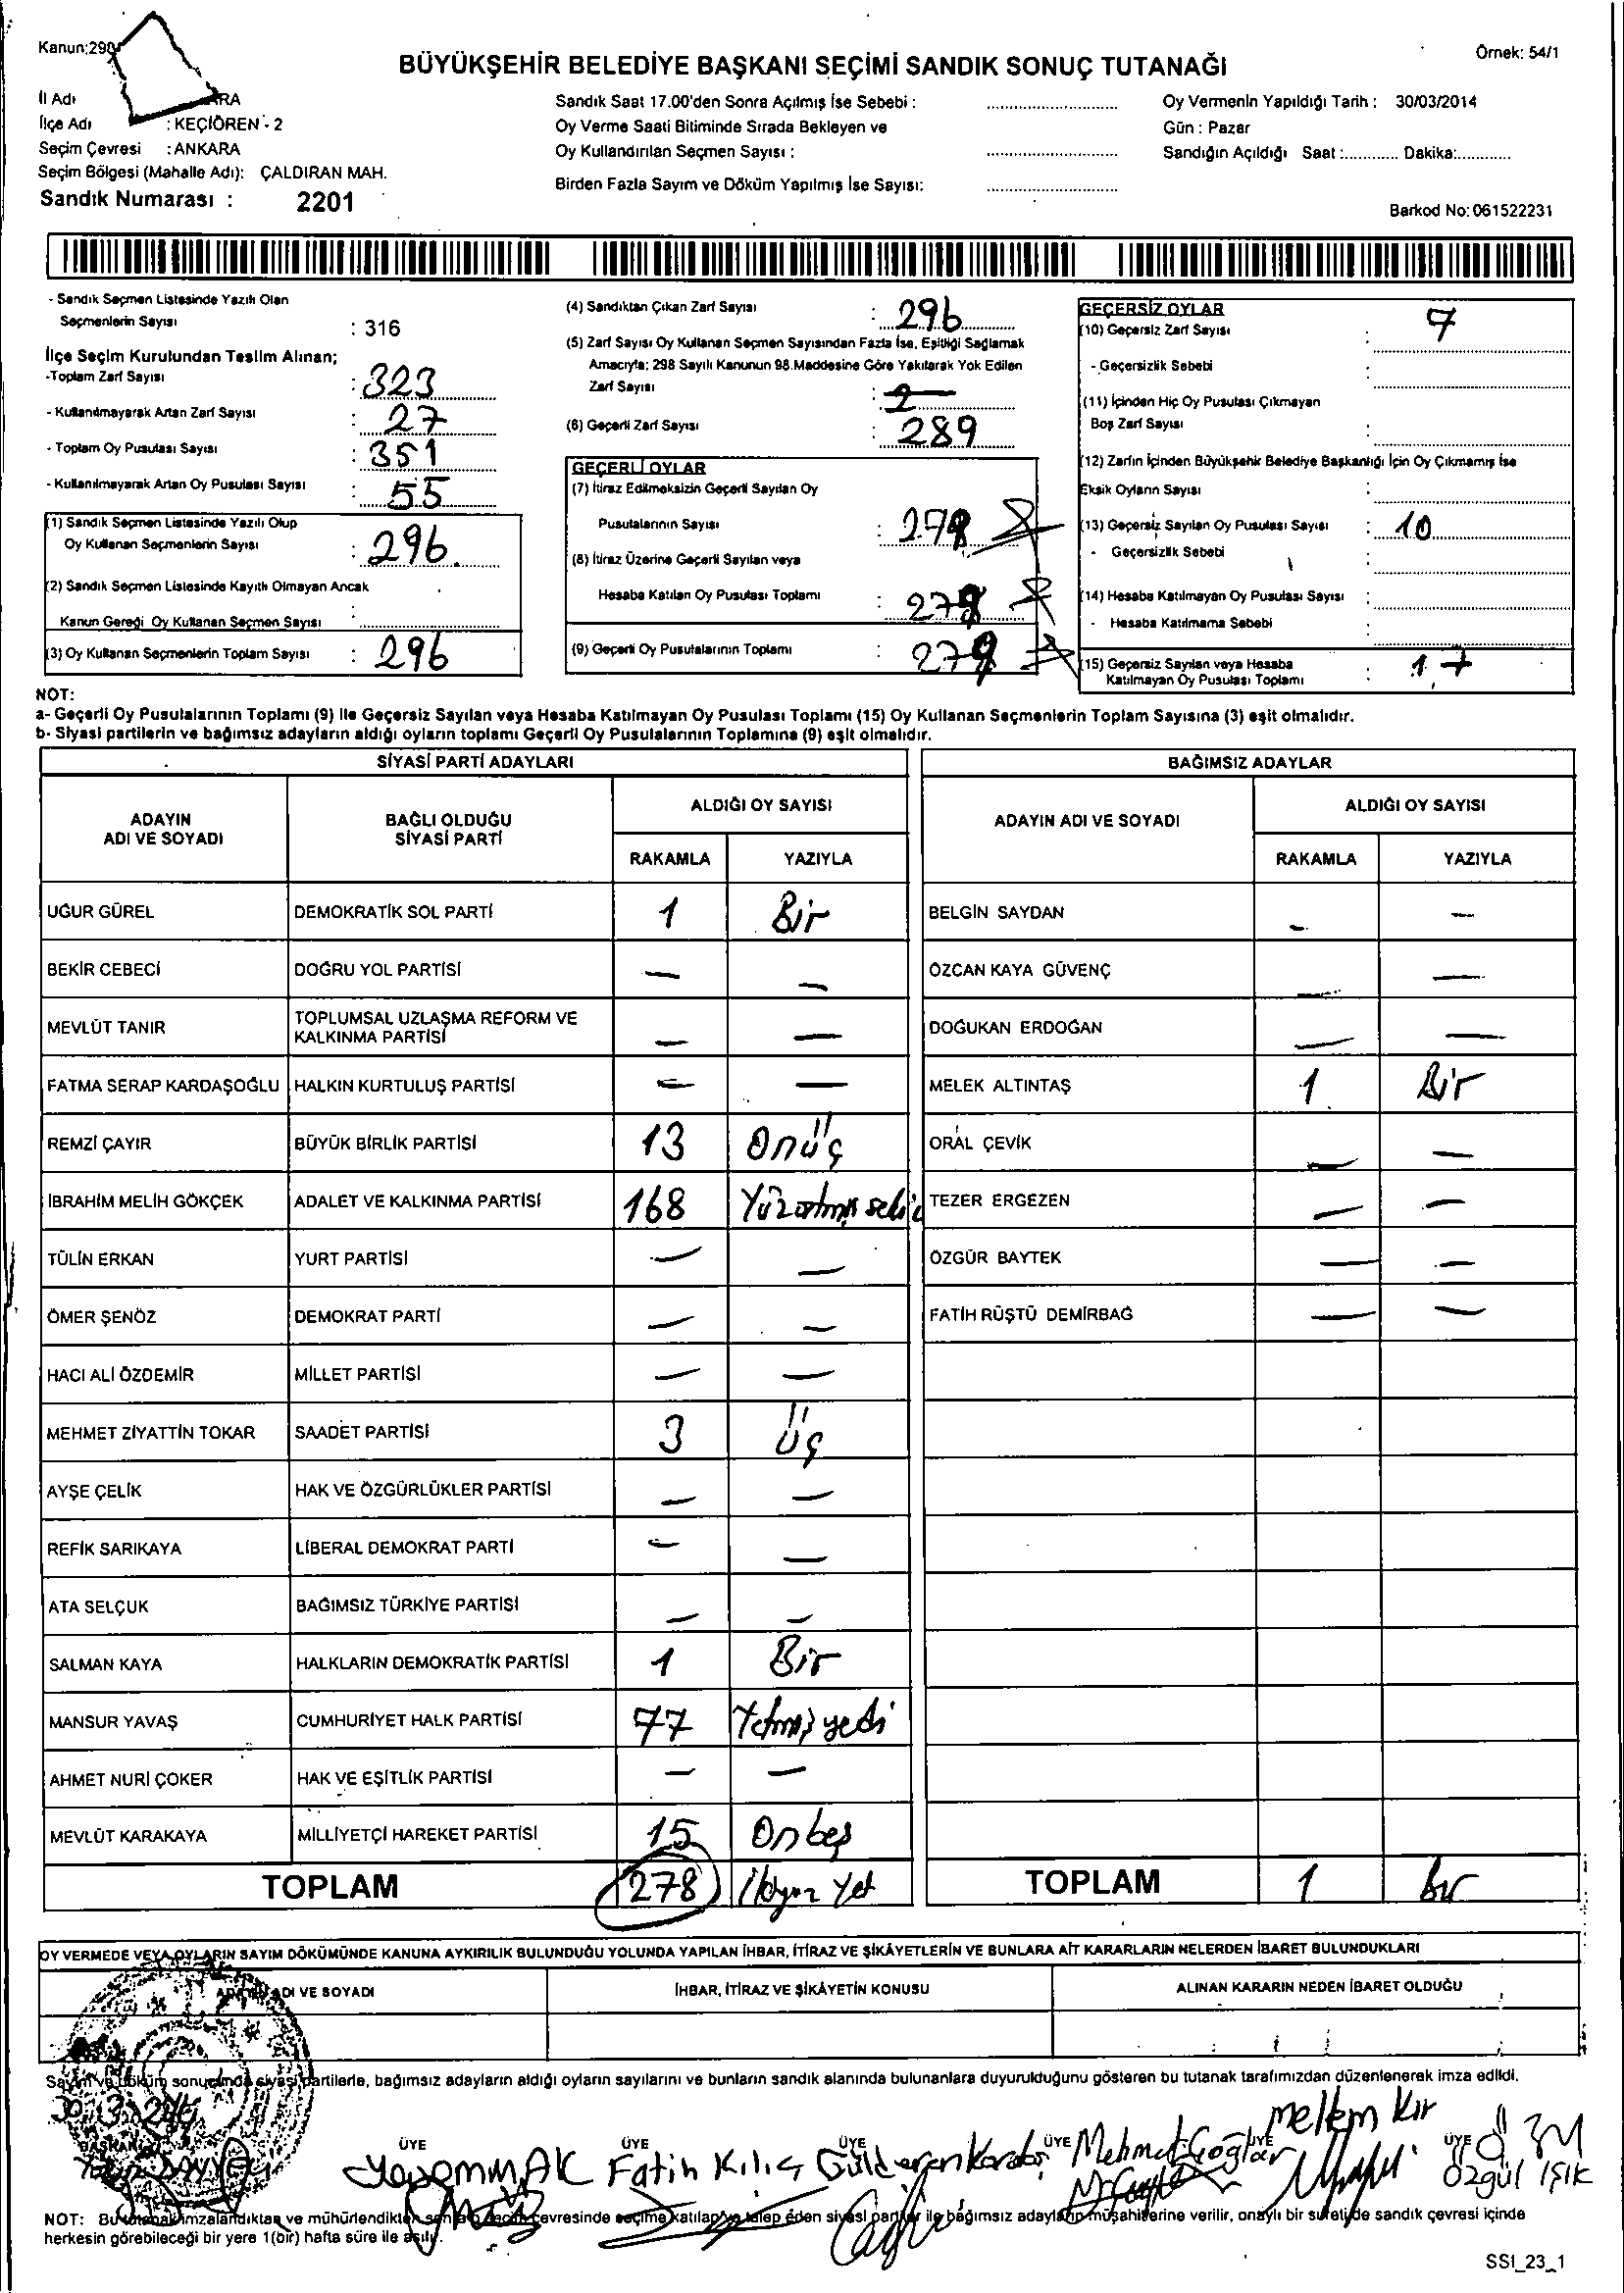 Kanun:298
Örnek: 54/1
BÜYÜKŞEHİR BELEDİYE BAŞKANI SEÇİMİ SANDIK SONUÇ TUTANAĞI
İl Adı
İlçe Adı : KEÇİÖREN - 2
Seçim Çevresi : ANKARA
Seçim Bölgesi (Mahalle Adı): ÇALDIRAN MAH.
Sandık Numarası : 2201
Sandık Saat 17.00'den Sonra Açılmış İse Sebebi :
Oy Verme Saati Bitiminde Sırada Bekleyen ve
Oy Kullandırılan Seçmen Sayısı :
Birden Fazla Sayım ve Döküm Yapılmış İse Sayısı:
Oy Vermenin Yapıldığı Tarih : 30/03/2014
Gün : Pazar
Sandığın Açıldığı Saat :............ Dakika:............
Barkod No: 061522231
- Sandık Seçmen Listesinde Yazılı Olan
Seçmenlerin Sayısı : 316
İlçe Seçim Kurulundan Teslim Alınan;
-Toplam Zarf Sayısı : 323
- Kullanılmayarak Artan Zarf Sayısı : 27
- Toplam Oy Pusulası Sayısı : 351
- Kullanılmayarak Artan Oy Pusulası Sayısı : 55
(1) Sandık Seçmen Listesinde Yazılı Olup
Oy Kullanan Seçmenlerin Sayısı : 296
(2) Sandık Seçmen Listesinde Kayıtlı Olmayan Ancak
Kanun Gereği Oy Kullanan Seçmen Sayısı :
(3) Oy Kullanan Seçmenlerin Toplam Sayısı : 296
(4) Sandıktan Çıkan Zarf Sayısı : 296
(5) Zarf Sayısı Oy Kullanan Seçmen Sayısından Fazla İse, Eşitliği Sağlamak
Amacıyla; 298 Sayılı Kanunun 98.Maddesine Göre Yakılarak Yok Edilen
Zarf Sayısı :
(6) Geçerli Zarf Sayısı : 289
GEÇERLİ OYLAR
(7) İtiraz Edilmeksizin Geçerli Sayılan Oy
Pusulalarının Sayısı : 279
(8) İtiraz Üzerine Geçerli Sayılan veya
Hesaba Katılan Oy Pusulası Toplamı : 279
(9) Geçerli Oy Pusulalarının Toplamı : 279
GEÇERSİZ OYLAR
(10) Geçersiz Zarf Sayısı : 7
- Geçersizlik Sebebi :
(11) İçinden Hiç Oy Pusulası Çıkmayan
Boş Zarf Sayısı :
(12) Zarfın İçinden Büyükşehir Belediye Başkanlığı İçin Oy Çıkmamış İse
Eksik Oyların Sayısı :
(13) Geçersiz Sayılan Oy Pusulası Sayısı : 10
- Geçersizlik Sebebi :
(14) Hesaba Katılmayan Oy Pusulası Sayısı :
- Hesaba Katılmama Sebebi :
(15) Geçersiz Sayılan veya Hesaba
Katılmayan Oy Pusulası Toplamı : 17
NOT:
a- Geçerli Oy Pusulalarının Toplamı (9) İle Geçersiz Sayılan veya Hesaba Katılmayan Oy Pusulası Toplamı (15) Oy Kullanan Seçmenlerin Toplam Sayısına (3) eşit olmalıdır.
b- Siyasi partilerin ve bağımsız adayların aldığı oyların toplamı Geçerli Oy Pusulalarının Toplamına (9) eşit olmalıdır.
SİYASİ PARTİ ADAYLARI
ADAYIN ADI VE SOYADI
BAĞLI OLDUĞU SİYASİ PARTİ
ALDIĞI OY SAYISI
RAKAMLA YAZIYLA
UĞUR GÜREL DEMOKRATİK SOL PARTİ 1 Bir
BEKİR CEBECİ DOĞRU YOL PARTİSİ — —
MEVLÜT TANIR TOPLUMSAL UZLAŞMA REFORM VE KALKINMA PARTİSİ — —
FATMA SERAP KARDAŞOĞLU HALKIN KURTULUŞ PARTİSİ — —
REMZİ ÇAYIR BÜYÜK BİRLİK PARTİSİ 13 Onüç
İBRAHİM MELİH GÖKÇEK ADALET VE KALKINMA PARTİSİ 168 Yüzatmışsekiz
TÜLİN ERKAN YURT PARTİSİ — —
ÖMER ŞENÖZ DEMOKRAT PARTİ — —
HACI ALİ ÖZDEMİR MİLLET PARTİSİ — —
MEHMET ZİYATTİN TOKAR SAADET PARTİSİ 3 Üç
AYŞE ÇELİK HAK VE ÖZGÜRLÜKLER PARTİSİ — —
REFİK SARIKAYA LİBERAL DEMOKRAT PARTİ — —
ATA SELÇUK BAĞIMSIZ TÜRKİYE PARTİSİ — —
SALMAN KAYA HALKLARIN DEMOKRATİK PARTİSİ 1 Bir
MANSUR YAVAŞ CUMHURİYET HALK PARTİSİ 77 Yetmiş yedi
AHMET NURİ ÇOKER HAK VE EŞİTLİK PARTİSİ — —
MEVLÜT KARAKAYA MİLLİYETÇİ HAREKET PARTİSİ 15 Onbeş
TOPLAM 278 İkiyüz Yet
BAĞIMSIZ ADAYLAR
ADAYIN ADI VE SOYADI
ALDIĞI OY SAYISI
RAKAMLA YAZIYLA
BELGİN SAYDAN — —
ÖZCAN KAYA GÜVENÇ — —
DOĞUKAN ERDOĞAN — —
MELEK ALTINTAŞ 1 Bir
ORAL ÇEVİK — —
TEZER ERGEZEN — —
ÖZGÜR BAYTEK — —
FATİH RÜŞTÜ DEMİRBAĞ — —
TOPLAM 1 Bir
OY VERMEDE VEYA OYLARIN SAYIM DÖKÜMÜNDE KANUNA AYKIRILIK BULUNDUĞU YOLUNDA YAPILAN İHBAR, İTİRAZ VE ŞİKÂYETLERİN VE BUNLARA AİT KARARLARIN NELERDEN İBARET BULUNDUKLARI
ADI VE SOYADI
İHBAR, İTİRAZ VE ŞİKÂYETİN KONUSU
ALINAN KARARIN NEDEN İBARET OLDUĞU
Sayım ve döküm sonucunda siyasi partilerle, bağımsız adayların aldığı oyların sayılarını ve bunların sandık alanında bulunanlara duyurulduğunu gösteren bu tutanak tarafımızdan düzenlenerek imza edildi.
BAŞKAN ÜYE ÜYE ÜYE ÜYE ÜYE ÜYE
Fatih Kılıç
Mehmet
Meltem Kır
Özgül IŞIK
NOT: Bu tutanak imzalandıktan ve mühürlendikten sonra seçim çevresinde seçime katılan ve talep eden siyasi partiler ile bağımsız adayların müşahitlerine verilir, onaylı bir sureti de sandık çevresi içinde
herkesin görebileceği bir yere 1(bir) hafta süre ile asılır.
SSI_23_1